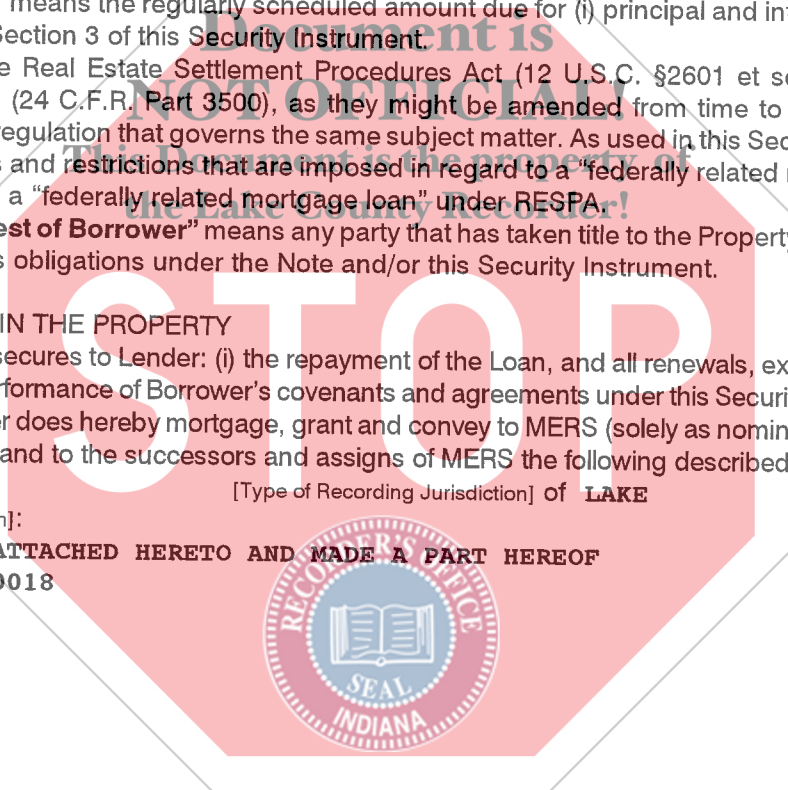 means the regularly scheduled amount due for (i) principal and in
Section 3 of this Security Instrument.
Document is
e Real Estate Settlement Procedures Act (12 U.S.C. §2601 et s
(24 C.F.R. Part 3500), as they might be amended from time to
NOT OFFICIAL!
regulation that governs the same subject matter. As used in this Sec
This Document is the property of
s and restrictions that are imposed in regard to a “federally related
a “federally related mortgage loan” under RESPA.
the Lake County Recorder!
est of Borrower” means any party that has taken title to the Property
s obligations under the Note and/or this Security Instrument.
STOP
IN THE PROPERTY
secures to Lender: (i) the repayment of the Loan, and all renewals, ex
formance of Borrower’s covenants and agreements under this Securi
r does hereby mortgage, grant and convey to MERS (solely as nomin
and to the successors and assigns of MERS the following described
[Type of Recording Jurisdiction] of LAKE
n]:
ATTACHED HERETO AND MADE A PART HEREOF
0018
RECORDER'S OFFICE
SEAL
INDIANA